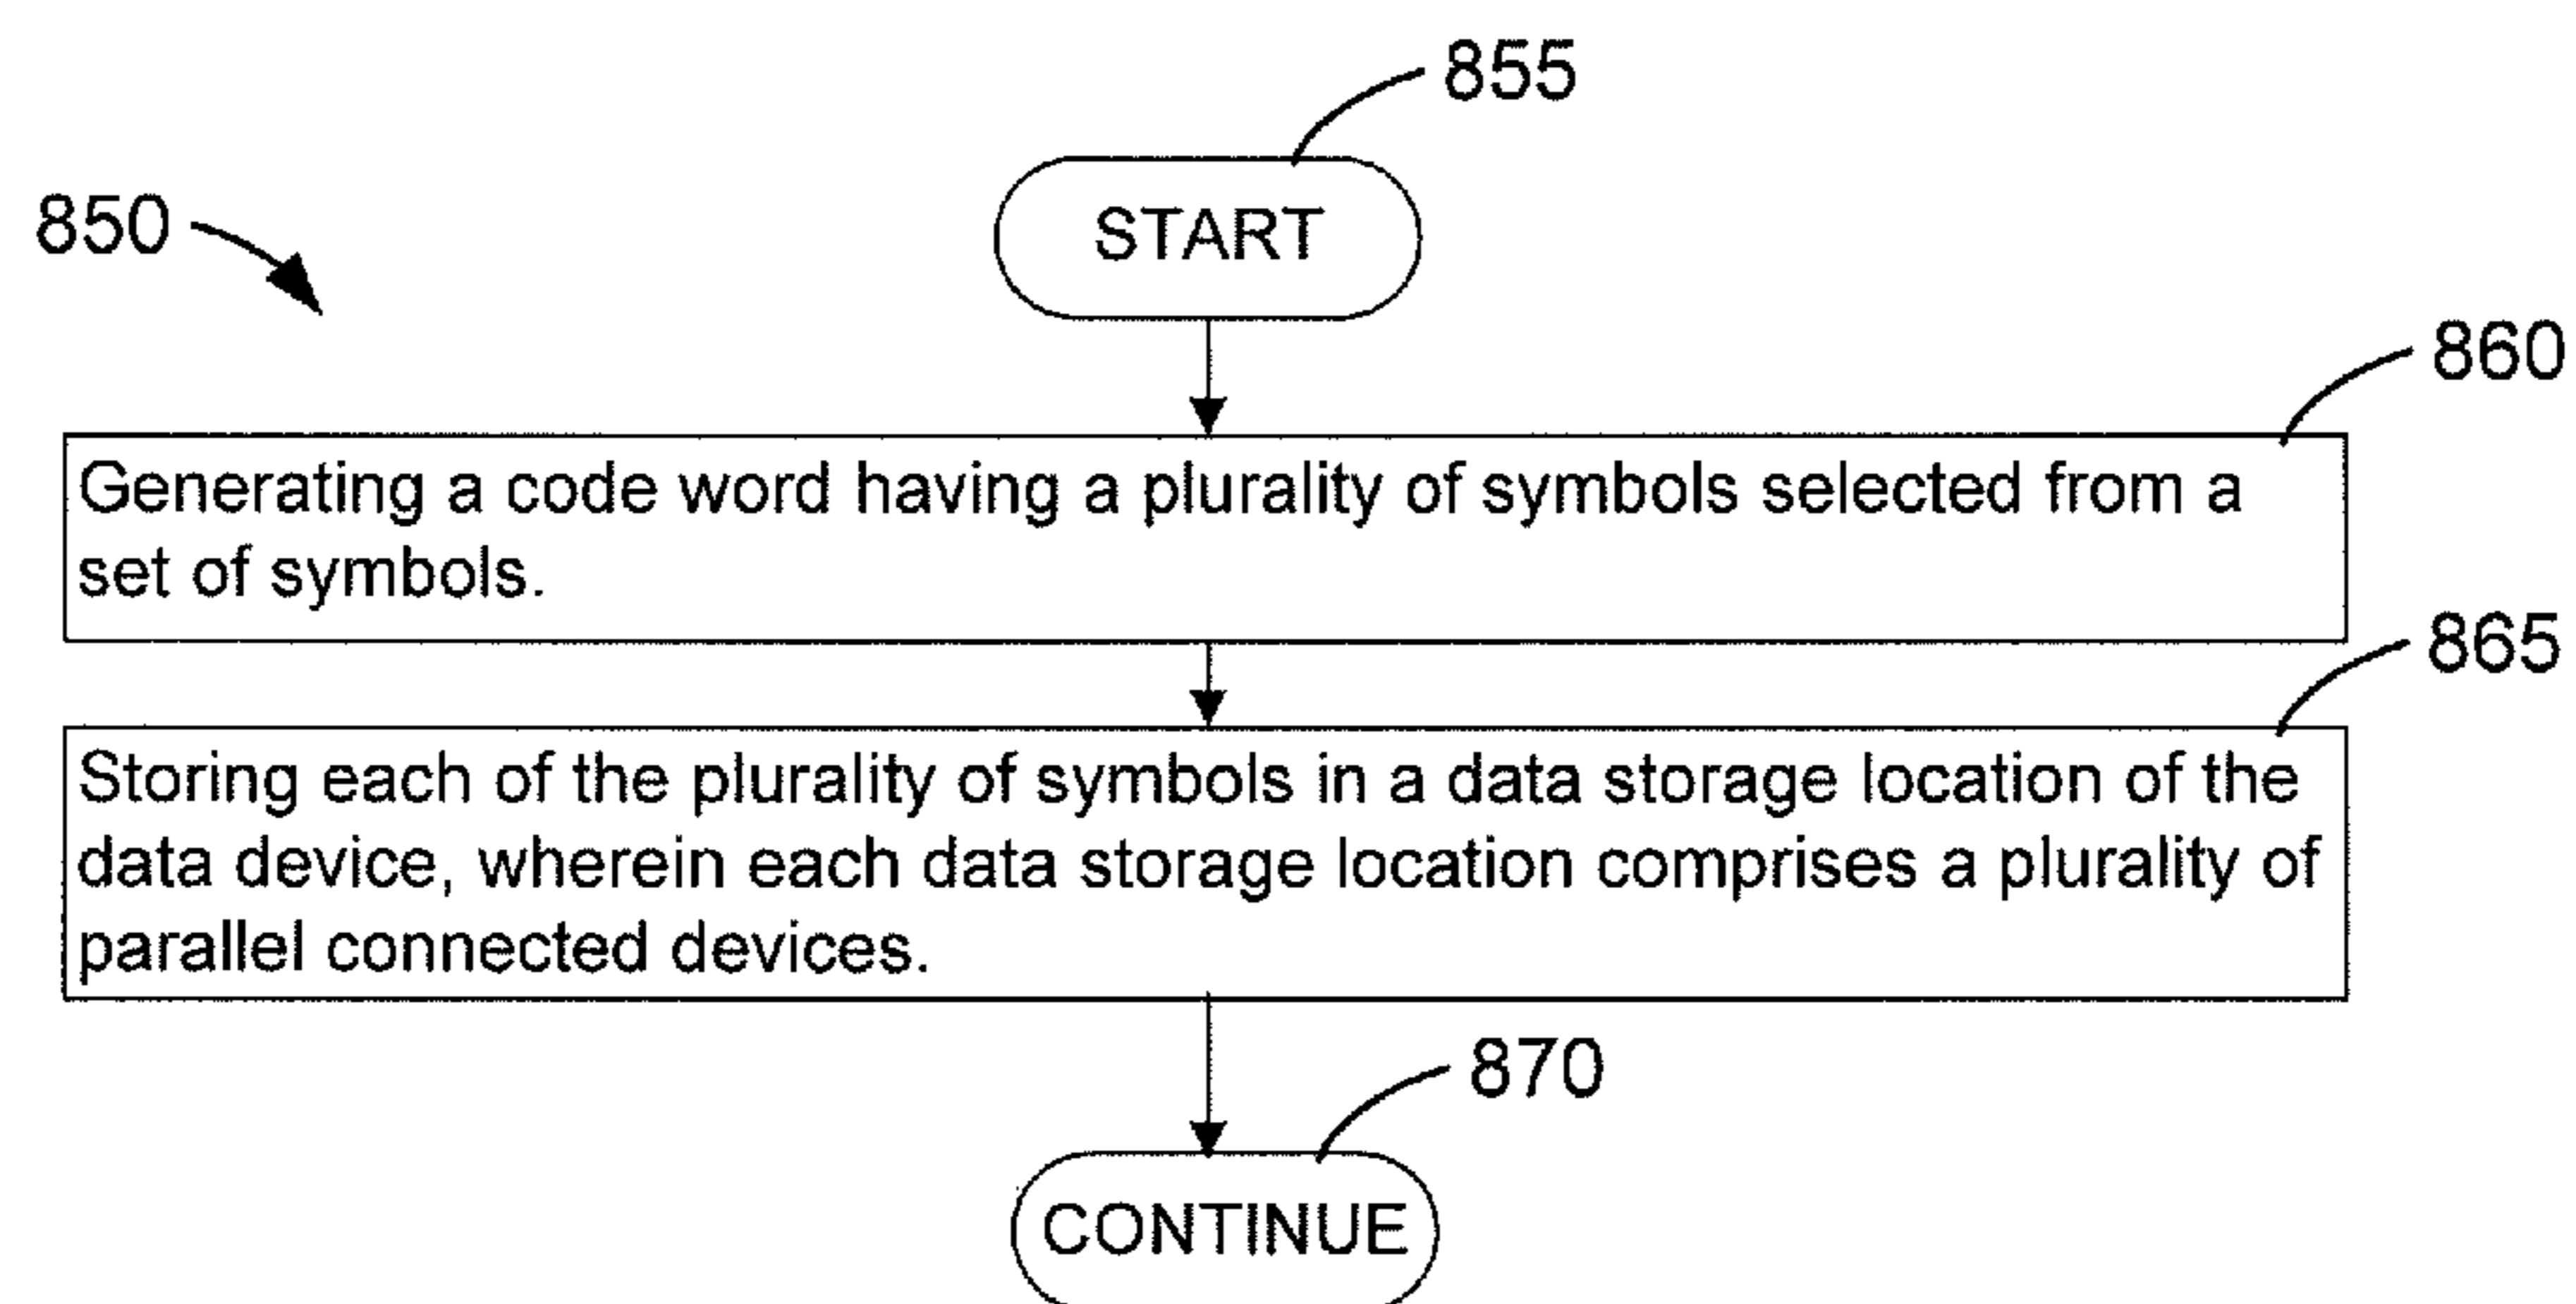 855
850
START
860
Generating a code word having a plurality of symbols selected from a
set of symbols.
865
Storing each of the plurality of symbols in a data storage location of the
data device, wherein each data storage location comprises a plurality of
parallel connected devices.
870
CONTINUE